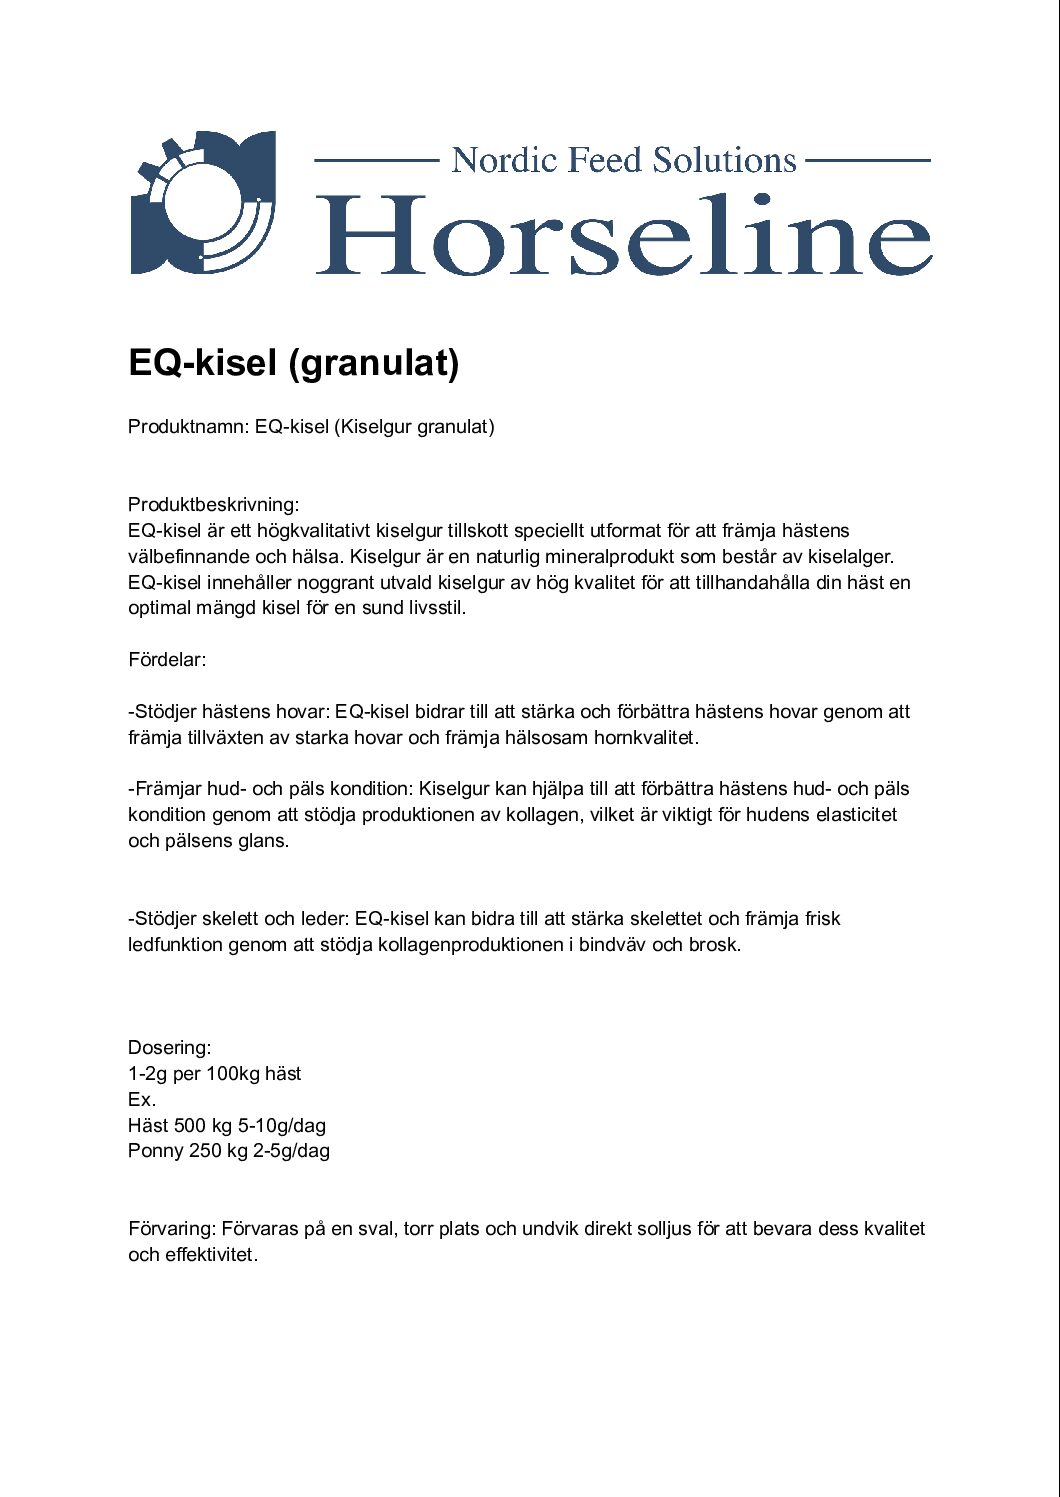 Nordic Feed Solutions
Horseline
EQ-kisel (granulat)
Produktnamn: EQ-kisel (Kiselgur granulat)
Produktbeskrivning:
EQ-kisel är ett högkvalitativt kiselgur tillskott speciellt utformat för att främja hästens
välbefinnande och hälsa. Kiselgur är en naturlig mineralprodukt som består av kiselalger.
EQ-kisel innehåller noggrant utvald kiselgur av hög kvalitet för att tillhandahålla din häst en
optimal mängd kisel för en sund livsstil.
Fördelar:
-Stödjer hästens hovar: EQ-kisel bidrar till att stärka och förbättra hästens hovar genom att
främja tillväxten av starka hovar och främja hälsosam hornkvalitet.
-Främjar hud- och päls kondition: Kiselgur kan hjälpa till att förbättra hästens hud- och päls
kondition genom att stödja produktionen av kollagen, vilket är viktigt för hudens elasticitet
och pälsens glans.
-Stödjer skelett och leder: EQ-kisel kan bidra till att stärka skelettet och främja frisk
ledfunktion genom att stödja kollagenproduktionen i bindväv och brosk.
Dosering:
1-2g per 100kg häst
Ex.
Häst 500 kg 5-10g/dag
Ponny 250 kg 2-5g/dag
Förvaring: Förvaras på en sval, torr plats och undvik direkt solljus för att bevara dess kvalitet
och effektivitet.